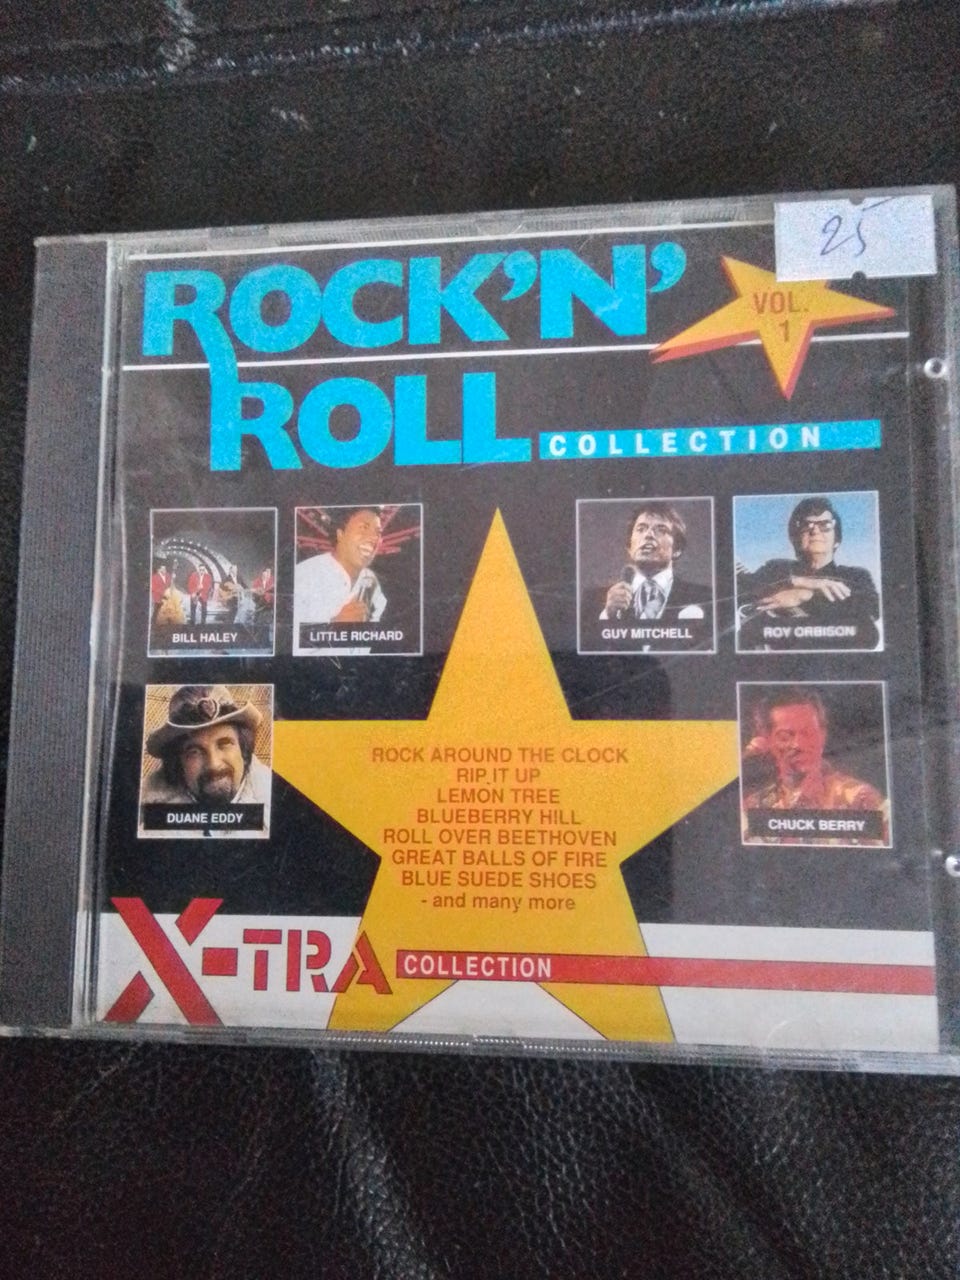 25
ROCK'N'
VOL.
1
ROLL
COLLECTION
BILL HALEY
LITTLE RICHARD
GUY MITCHELL
ROY ORBISON
DUANE EDDY
CHUCK BERRY
ROCK AROUND THE CLOCK
RIP IT UP
LEMON TREE
BLUEBERRY HILL
ROLL OVER BEETHOVEN
GREAT BALLS OF FIRE
BLUE SUEDE SHOES
- and many more
X-TRA
COLLECTION